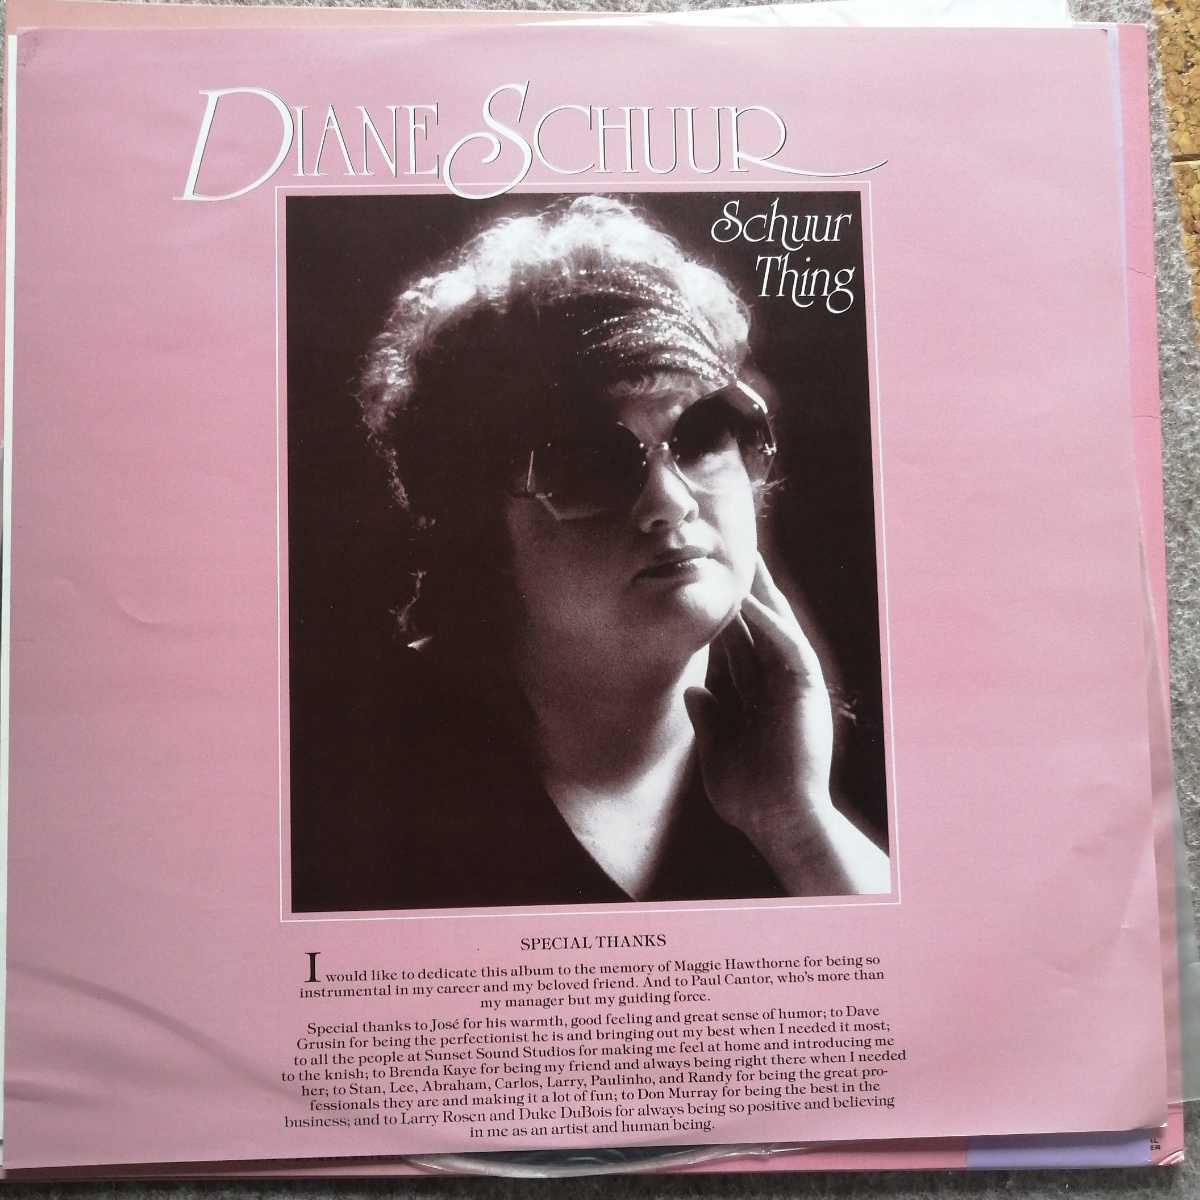 DIANE SCHUUR
Schuur
Thing
SPECIAL THANKS
I would like to dedicate this album to the memory of Maggie Hawthorne for being so
instrumental in my career and my beloved friend. And to Paul Cantor, who's more than
my manager but my guiding force.
Special thanks to José for his warmth, good feeling and great sense of humor; to Dave
Grusin for being the perfectionist he is and bringing out my best when I needed it most;
to all the people at Sunset Sound Studios for making me feel at home and introducing me
to the knish; to Brenda Kaye for being my friend and always being right there when I needed
her; to Stan, Lee, Abraham, Carlos, Larry, Paulinho, and Randy for being the great pro-
fessionals they are and making it a lot of fun; to Don Murray for being the best in the
business; and to Larry Rosen and Duke DuBois for always being so positive and believing
in me as an artist and human being.